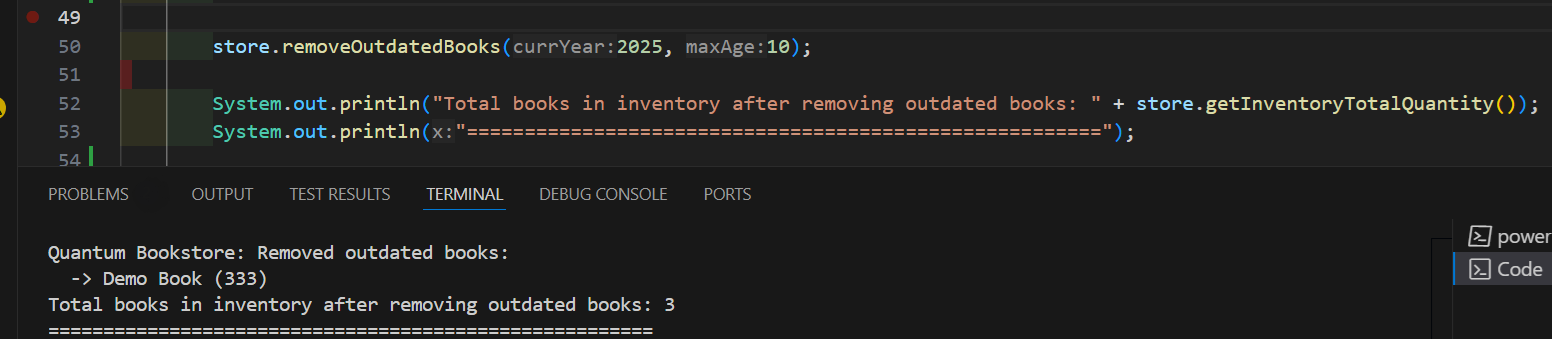 49
50 store.removeOutdatedBooks(currYear:2025, maxAge:10);
51
52 System.out.println("Total books in inventory after removing outdated books: " + store.getInventoryTotalQuantity());
53 System.out.println(x:"=======================================================");
54
PROBLEMS OUTPUT TEST RESULTS TERMINAL DEBUG CONSOLE PORTS
Quantum Bookstore: Removed outdated books:
-> Demo Book (333)
Total books in inventory after removing outdated books: 3
=======================================================
power
Code